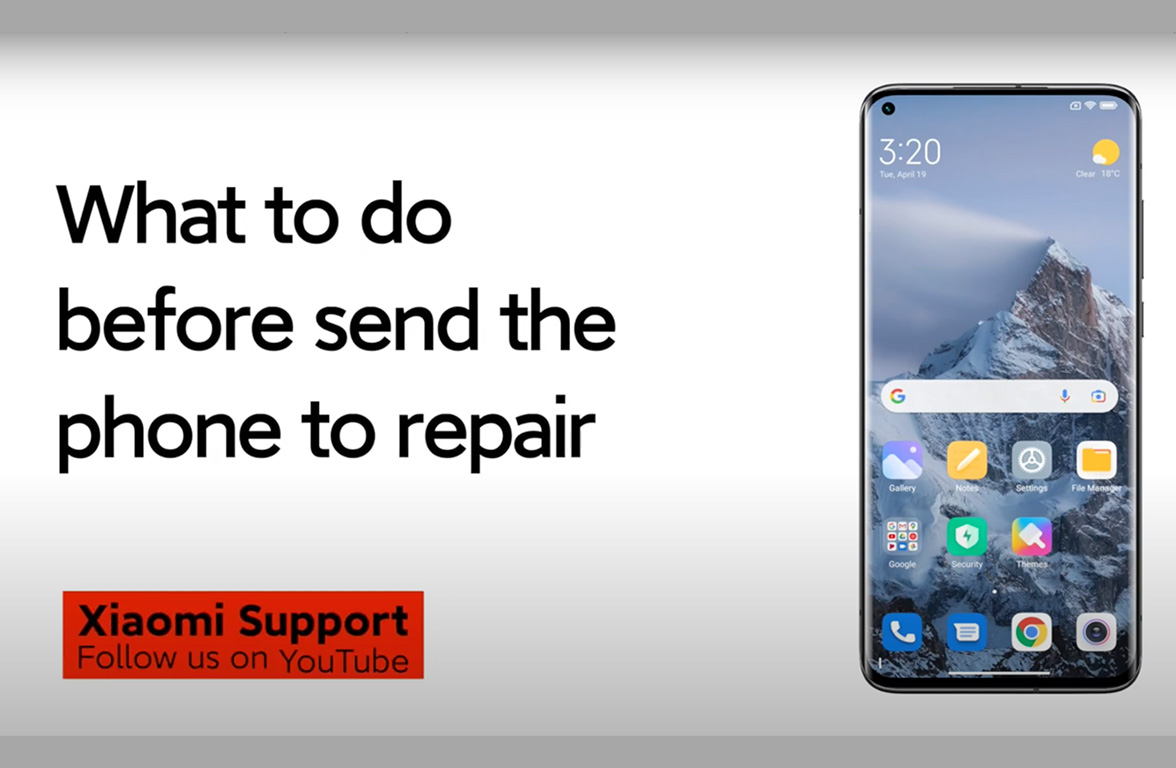 What to do
before send the
phone to repair
Xiaomi Support
Follow us on YouTube
3:20
Tue, April 19
Clear 18°C
Gallery
Notes
Settings
File Manager
Google
Security
Themes